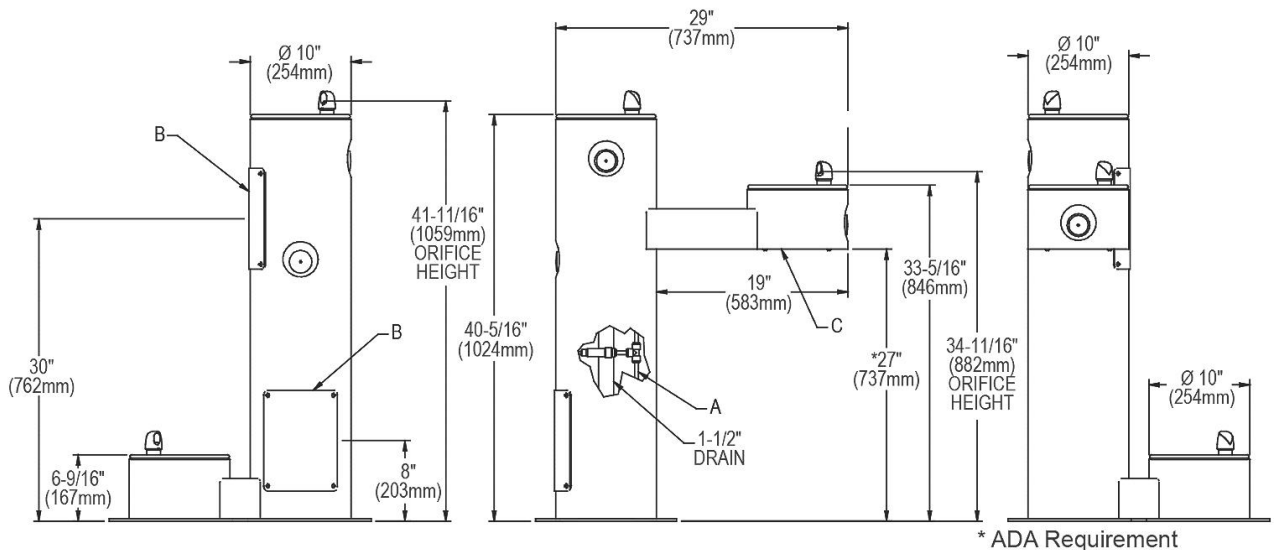 Ø 10"
(254mm)
B
41-11/16"
(1059mm)
ORIFICE
HEIGHT
30"
(762mm)
B
6-9/16"
(167mm)
8"
(203mm)
29"
(737mm)
40-5/16"
(1024mm)
19"
(583mm)
C
A
1-1/2"
DRAIN
*27"
(737mm)
33-5/16"
(846mm)
34-11/16"
(882mm)
ORIFICE
HEIGHT
Ø 10"
(254mm)
Ø 10"
(254mm)
* ADA Requirement